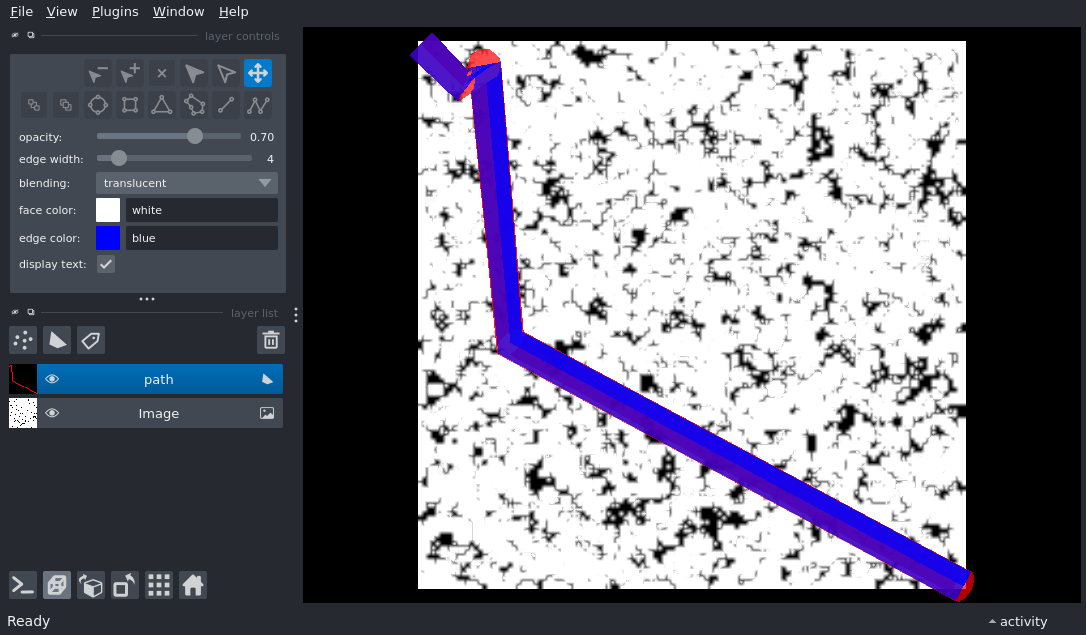 File View Plugins Window Help
layer controls
opacity: 0.70
edge width: 4
blending: translucent
face color: white
edge color: blue
display text:
layer list
path
Image
Ready
activity